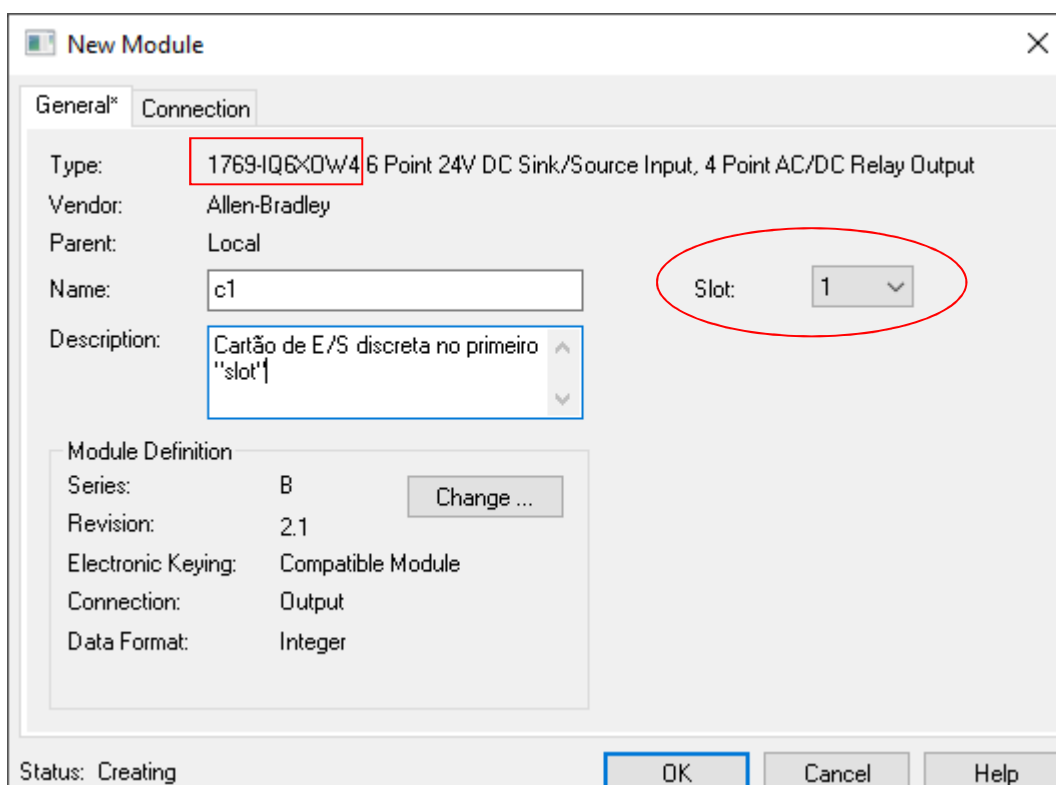 New Module
General* Connection
Type: 1769-IQ6XOW4 6 Point 24V DC Sink/Source Input, 4 Point AC/DC Relay Output
Vendor: Allen-Bradley
Parent: Local
Name: c1
Slot: 1
Description: Cartão de E/S discreta no primeiro
"slot"
Module Definition
Series: B
Change ...
Revision: 2.1
Electronic Keying: Compatible Module
Connection: Output
Data Format: Integer
Status: Creating
OK Cancel Help